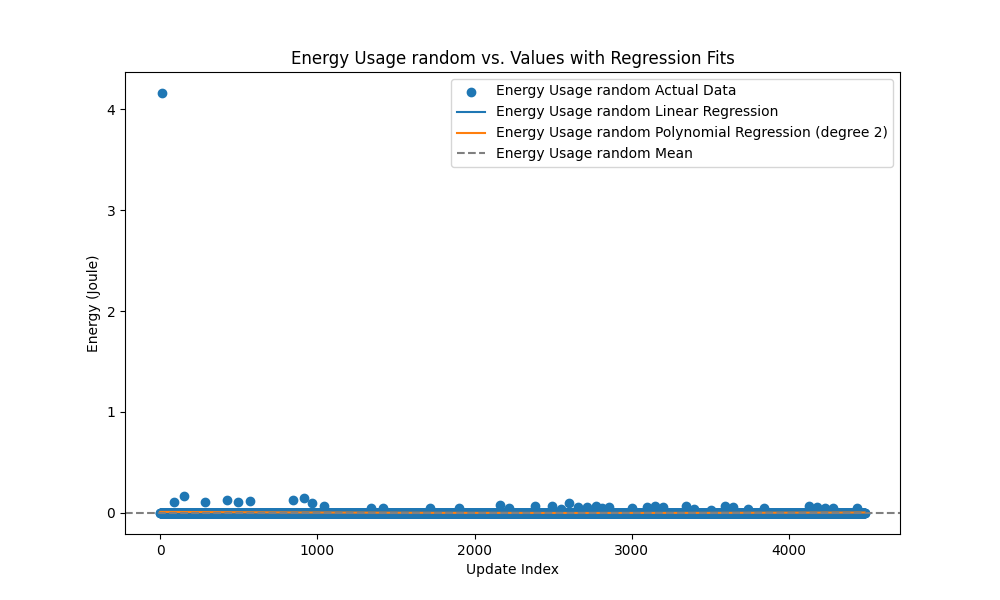 Energy Usage random vs. Values with Regression Fits
Energy Usage random Actual Data
Energy Usage random Linear Regression
Energy Usage random Polynomial Regression (degree 2)
Energy Usage random Mean
Energy (Joule)
4
3
2
1
0
0 1000 2000 3000 4000
Update Index